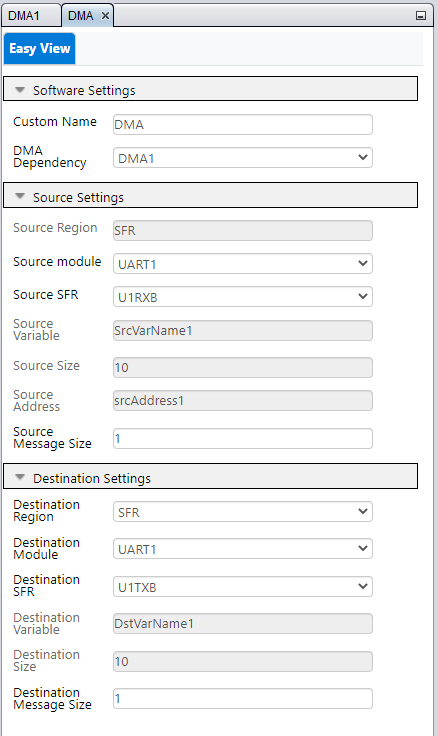 DMA1
DMA
Easy View
Software Settings
Custom Name
DMA
DMA
Dependency
DMA1
Source Settings
Source Region
SFR
Source module
UART1
Source SFR
U1RXB
Source
Variable
SrcVarName1
Source Size
10
Source
Address
srcAddress1
Source
Message Size
1
Destination Settings
Destination
Region
SFR
Destination
Module
UART1
Destination
SFR
U1TXB
Destination
Variable
DstVarName1
Destination
Size
10
Destination
Message Size
1